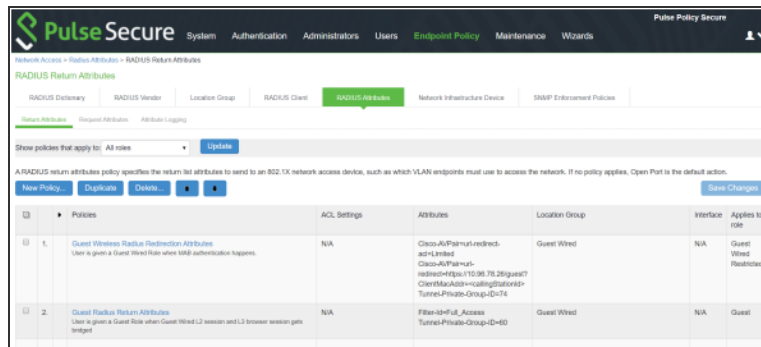 Pulse Policy Secure
Pulse Secure System Authentication Administrators Users Endpoint Policy Maintenance Wizards
Network Access > Radius Attributes > RADIUS Return Attributes
RADIUS Return Attributes
RADIUS Dictionary RADIUS Vendor Location Group RADIUS Client RADIUS Attributes Network Infrastructure Device SNMP Enforcement Policies
Return Attributes Request Attributes Attribute Logging
Show policies that apply to: All roles Update
A RADIUS return attributes policy specifies the return list attributes to send to an 802.1X network access device, such as which VLAN endpoints must use to access the network. If no policy applies, Open Port is the default action.
New Policy... Duplicate Delete... Save Changes
Policies ACL Settings Attributes Location Group Interface Applies to
role
1. Guest Wireless Radius Redirection Attributes N/A Cisco-AVPair=url-redirect- Guest Wired N/A Guest
User is given a Guest Wired Role when MAB authentication happens. acl=Limited Wired
Cisco-AVPair=url- Restricted
redirect=https://10.96.78.26/guest?
ClientMacAddr=<callingStationId>
Tunnel-Private-Group-ID=74
2. Guest Radius Return Attributes N/A Filter-Id=Full_Access Guest Wired N/A Guest
User is given a Guest Role when Guest Wired L2 session and L3 browser session gets Tunnel-Private-Group-ID=60
bridged